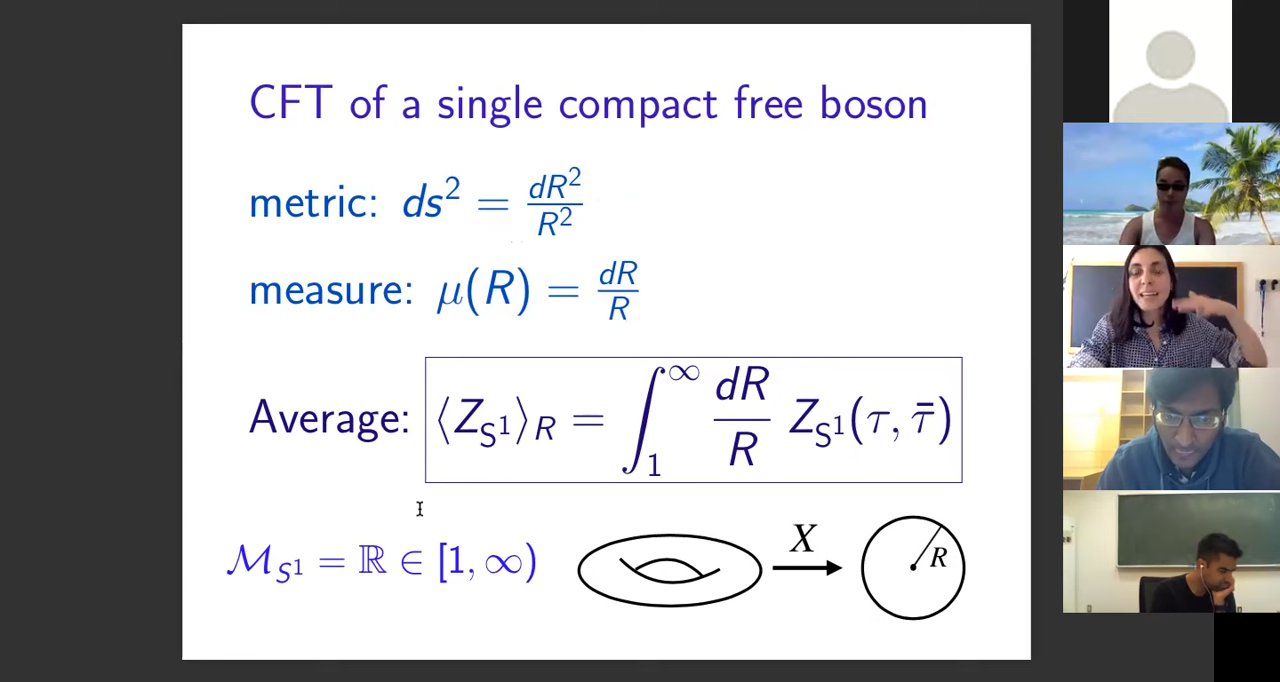 CFT of a single compact free boson
metric: ds² = dR²/R²
measure: μ(R) = dR/R
Average: ⟨Z_{S¹}⟩_R = ∫₁^∞ dR/R Z_{S¹}(τ, τ̄)
ℳ_{S¹} = ℝ ∈ [1, ∞)
X
R